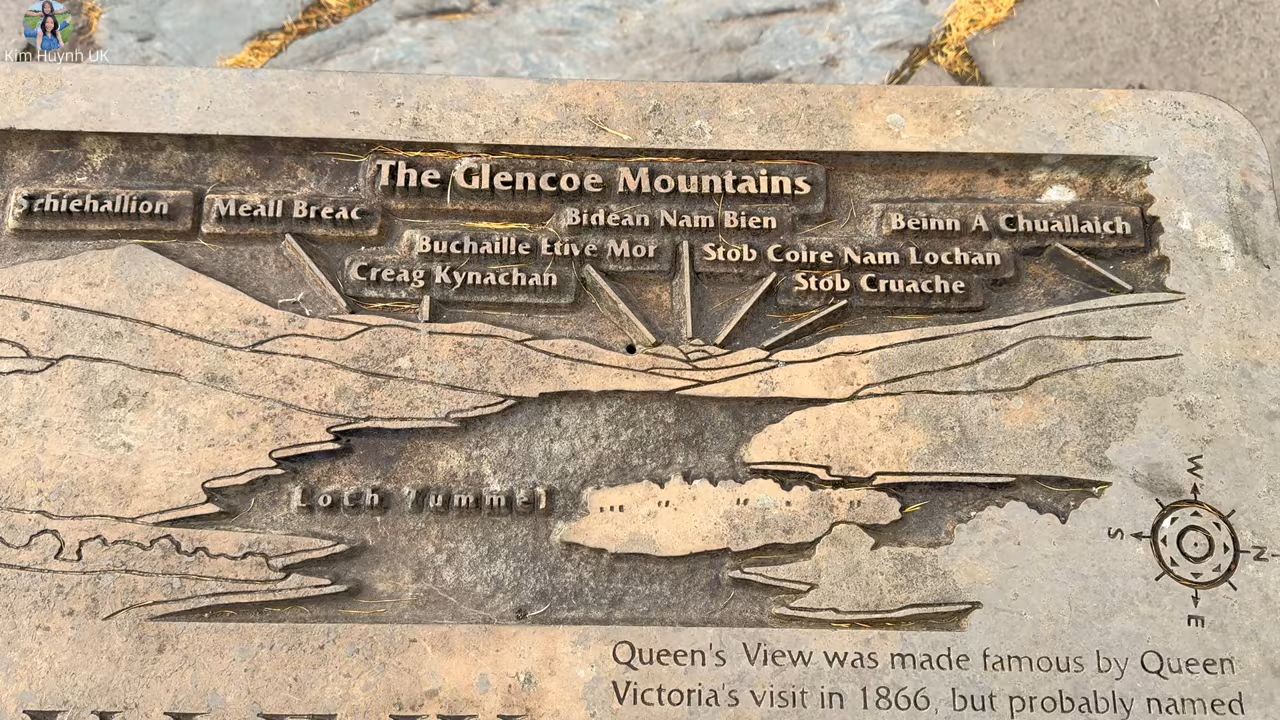 Kim Huỳnh UK
The Glencoe Mountains
Schiehallion
Meall Breac
Bidean Nam Bien
Beinn A Chuallaich
Buchaille Etive Mor
Stob Coire Nam Lochan
Creag Kynachan
Stob Cruache
Loch Tummel
W
S
N
E
Queen's View was made famous by Queen
Victoria's visit in 1866, but probably named